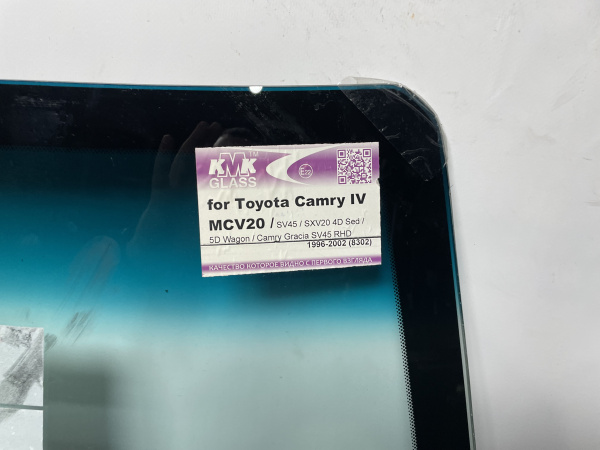 KMK TM
GLASS
E22
for Toyota Camry IV
MCV20 / SV45 / SXV20 4D Sed /
5D Wagon / Camry Gracia SV45 RHD
1996-2002 (8302)
КАЧЕСТВО КОТОРОЕ ВИДНО С ПЕРВОГО ВЗГЛЯДА